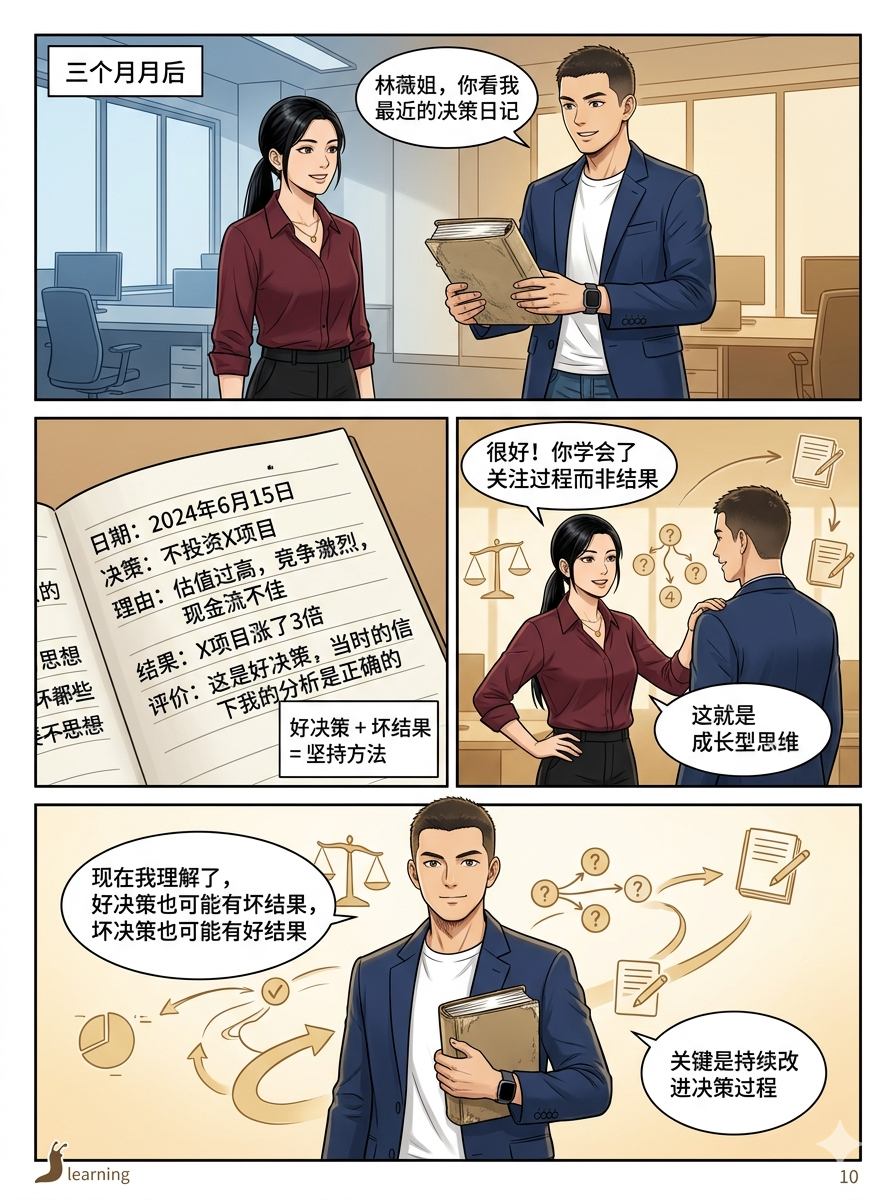 三个月月后
林薇姐，你看我
最近的决策日记
日期：2024年6月15日
决策：不投资X项目
理由：估值过高，竞争激烈，
现金流不佳
结果：X项目涨了3倍
评价：这是好决策，当时的信
下我的分析是正确的
的
思想
不都些
不思想
好决策 + 坏结果
= 坚持方法
很好！你学会了
关注过程而非结果
?
?
?
4
这就是
成长型思维
现在我理解了，
好决策也可能有坏结果，
坏决策也可能有好结果
?
?
?
?
关键是持续改
进决策过程
learning
10